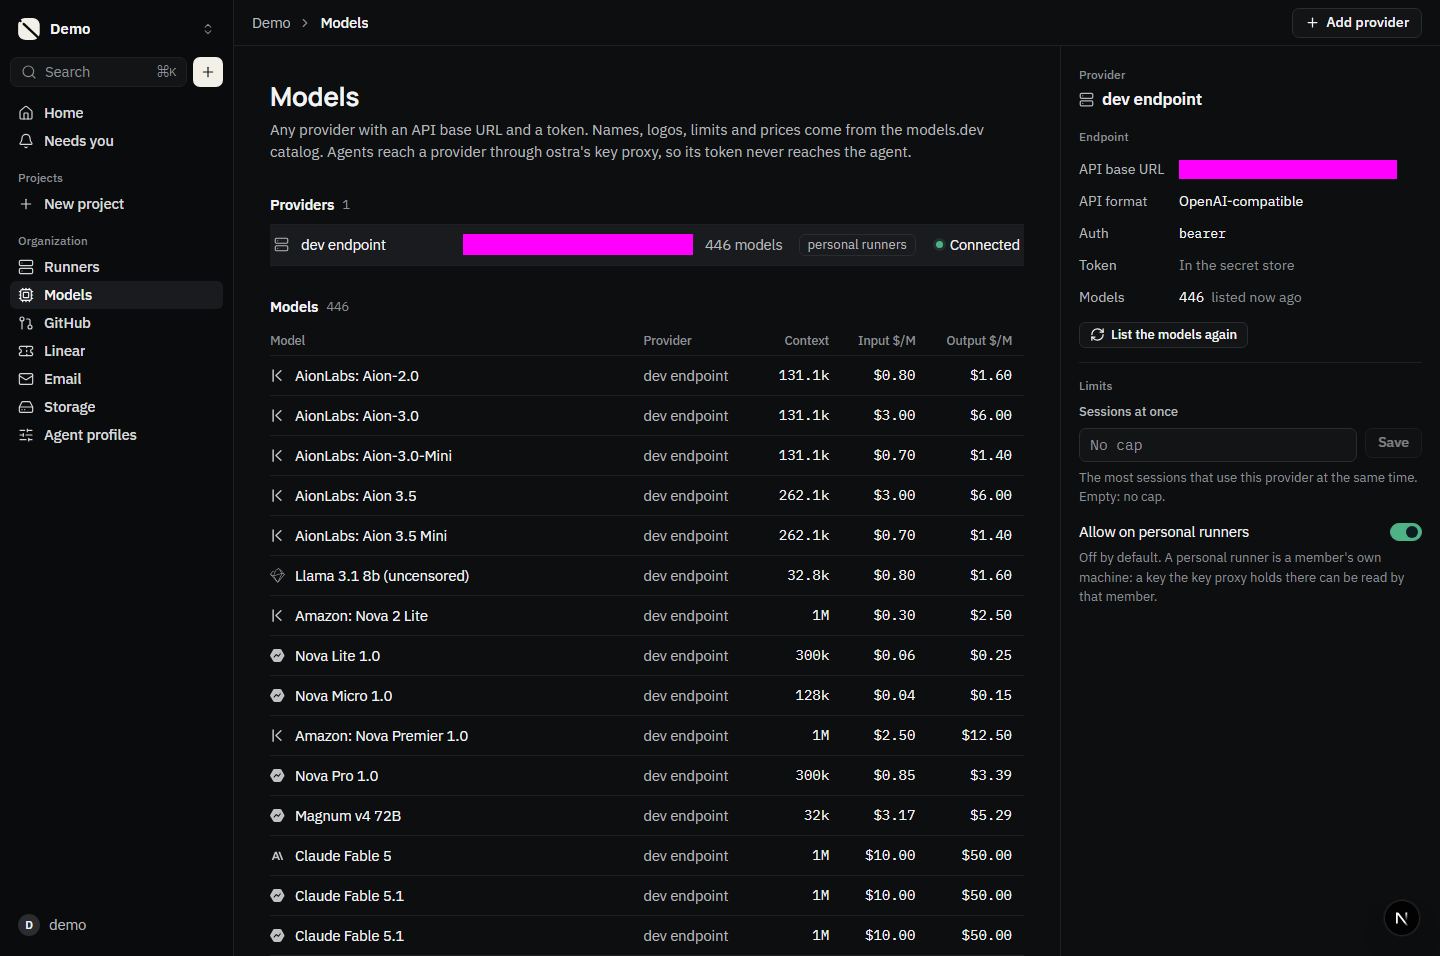 Demo
Search
⌘K
Home
Needs you
Projects
New project
Organization
Runners
Models
GitHub
Linear
Email
Storage
Agent profiles
D
demo
Demo > Models
Add provider
Models
Any provider with an API base URL and a token. Names, logos, limits and prices come from the models.dev
catalog. Agents reach a provider through ostra's key proxy, so its token never reaches the agent.
Providers 1
dev endpoint 446 models personal runners Connected
Models 446
Model Provider Context Input $/M Output $/M
AionLabs: Aion-2.0 dev endpoint 131.1k $0.80 $1.60
AionLabs: Aion-3.0 dev endpoint 131.1k $3.00 $6.00
AionLabs: Aion-3.0-Mini dev endpoint 131.1k $0.70 $1.40
AionLabs: Aion 3.5 dev endpoint 262.1k $3.00 $6.00
AionLabs: Aion 3.5 Mini dev endpoint 262.1k $0.70 $1.40
Llama 3.1 8b (uncensored) dev endpoint 32.8k $0.80 $1.60
Amazon: Nova 2 Lite dev endpoint 1M $0.30 $2.50
Nova Lite 1.0 dev endpoint 300k $0.06 $0.25
Nova Micro 1.0 dev endpoint 128k $0.04 $0.15
Amazon: Nova Premier 1.0 dev endpoint 1M $2.50 $12.50
Nova Pro 1.0 dev endpoint 300k $0.85 $3.39
Magnum v4 72B dev endpoint 32k $3.17 $5.29
Claude Fable 5 dev endpoint 1M $10.00 $50.00
Claude Fable 5.1 dev endpoint 1M $10.00 $50.00
Claude Fable 5.1 dev endpoint 1M $10.00 $50.00
Provider
dev endpoint
Endpoint
API base URL
API format OpenAI-compatible
Auth bearer
Token In the secret store
Models 446 listed now ago
List the models again
Limits
Sessions at once
No cap
Save
The most sessions that use this provider at the same time.
Empty: no cap.
Allow on personal runners
Off by default. A personal runner is a member's own
machine: a key the key proxy holds there can be read by
that member.
N